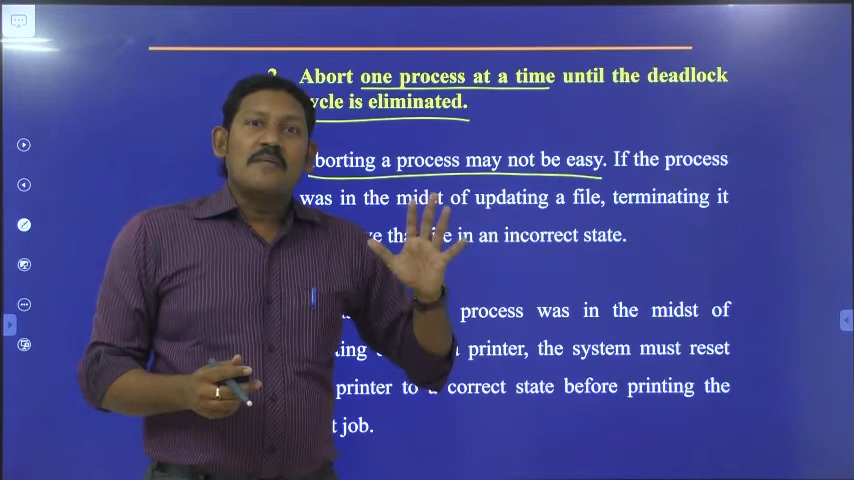 2. Abort one process at a time until the deadlock
cycle is eliminated.
Aborting a process may not be easy. If the process
was in the midst of updating a file, terminating it
in an incorrect state.
process was in the midst of
printer, the system must reset
printer to a correct state before printing the
job.